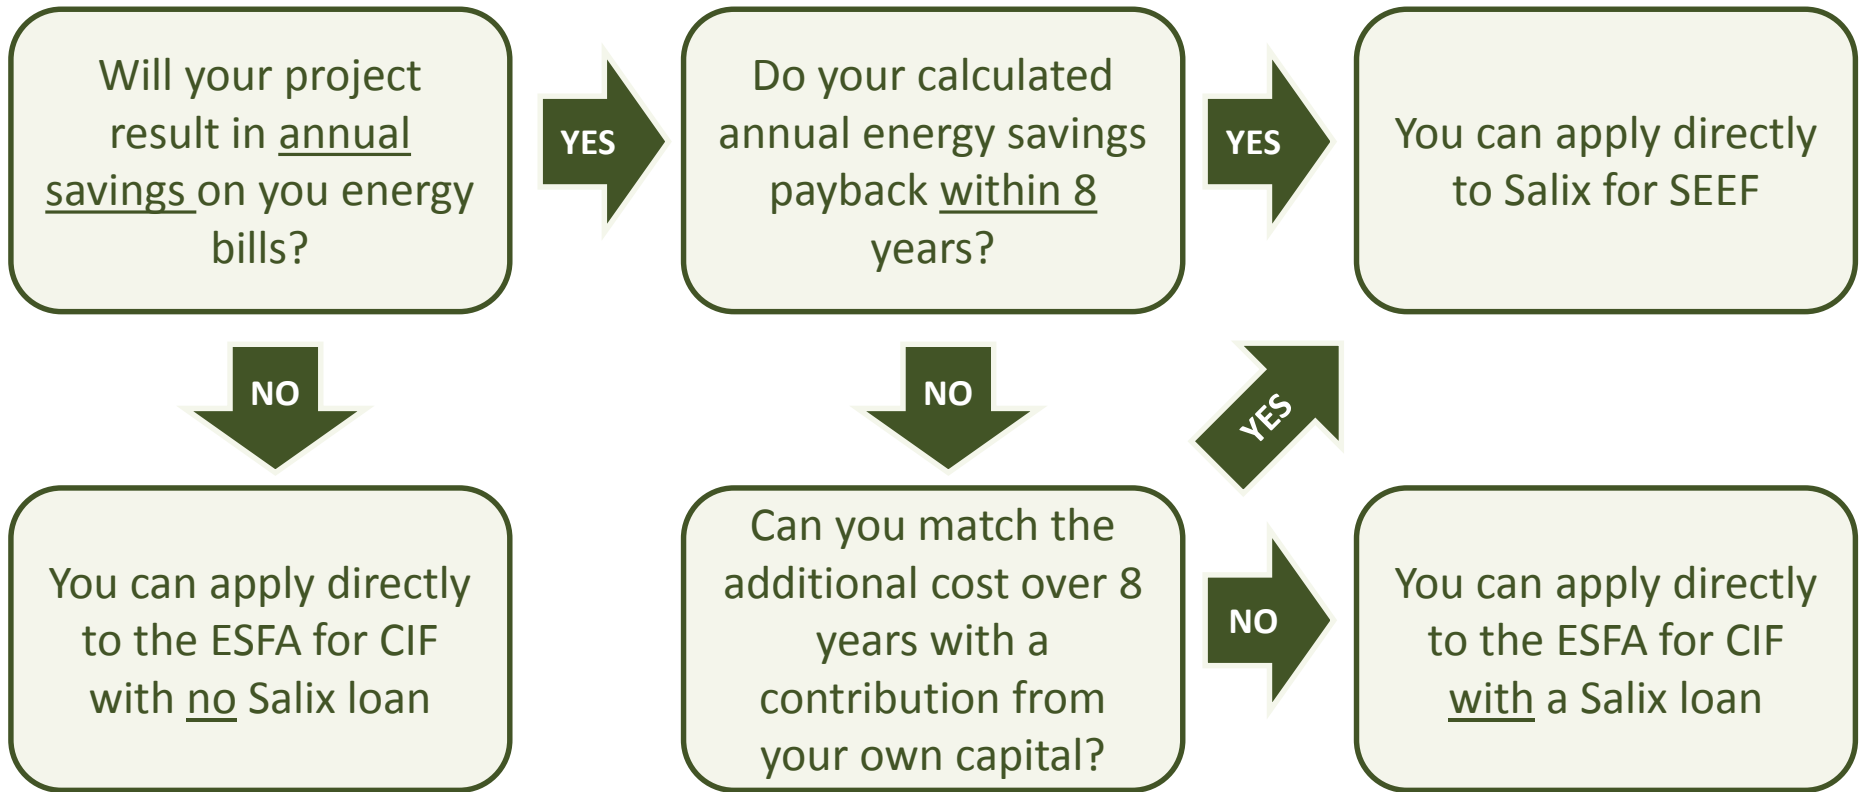 Will your project
result in annual
savings on you energy
bills?
YES
Do your calculated
annual energy savings
payback within 8
years?
YES
You can apply directly
to Salix for SEEF
NO
NO
YES
You can apply directly
to the ESFA for CIF
with no Salix loan
Can you match the
additional cost over 8
years with a
contribution from
your own capital?
NO
You can apply directly
to the ESFA for CIF
with a Salix loan